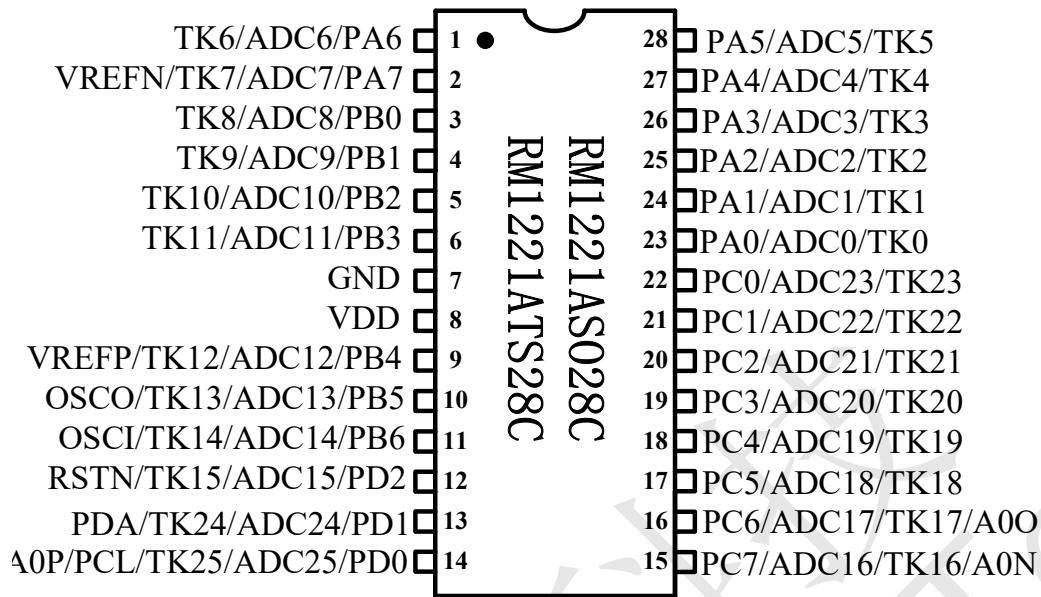 TK6/ADC6/PA6 1 28 PA5/ADC5/TK5
VREFN/TK7/ADC7/PA7 2 27 PA4/ADC4/TK4
TK8/ADC8/PB0 3 26 PA3/ADC3/TK3
TK9/ADC9/PB1 4 25 PA2/ADC2/TK2
TK10/ADC10/PB2 5 24 PA1/ADC1/TK1
TK11/ADC11/PB3 6 23 PA0/ADC0/TK0
GND 7 22 PC0/ADC23/TK23
VDD 8 21 PC1/ADC22/TK22
VREFP/TK12/ADC12/PB4 9 20 PC2/ADC21/TK21
OSCO/TK13/ADC13/PB5 10 19 PC3/ADC20/TK20
OSCI/TK14/ADC14/PB6 11 18 PC4/ADC19/TK19
RSTN/TK15/ADC15/PD2 12 17 PC5/ADC18/TK18
PDA/TK24/ADC24/PD1 13 16 PC6/ADC17/TK17/A0O
A0P/PCL/TK25/ADC25/PD0 14 15 PC7/ADC16/TK16/A0N
RM1221ASO28C
RM1221ATS28C